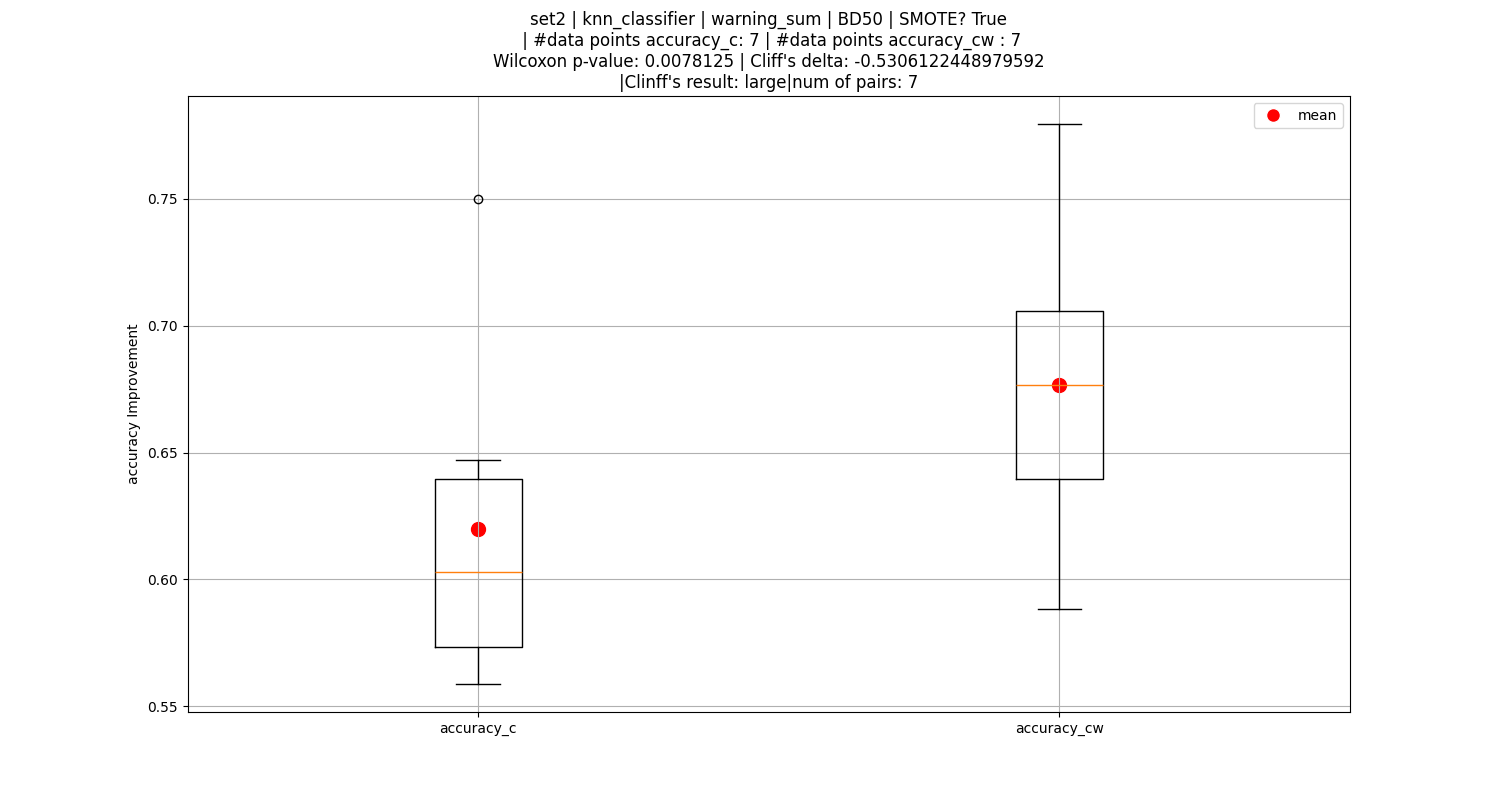 set2 | knn_classifier | warning_sum | BD50 | SMOTE? True
| #data points accuracy_c: 7 | #data points accuracy_cw : 7
Wilcoxon p-value: 0.0078125 | Cliff's delta: -0.5306122448979592
|Clinff's result: large|num of pairs: 7
mean
0.75
0.70
0.65
0.60
0.55
accuracy Improvement
accuracy_c
accuracy_cw